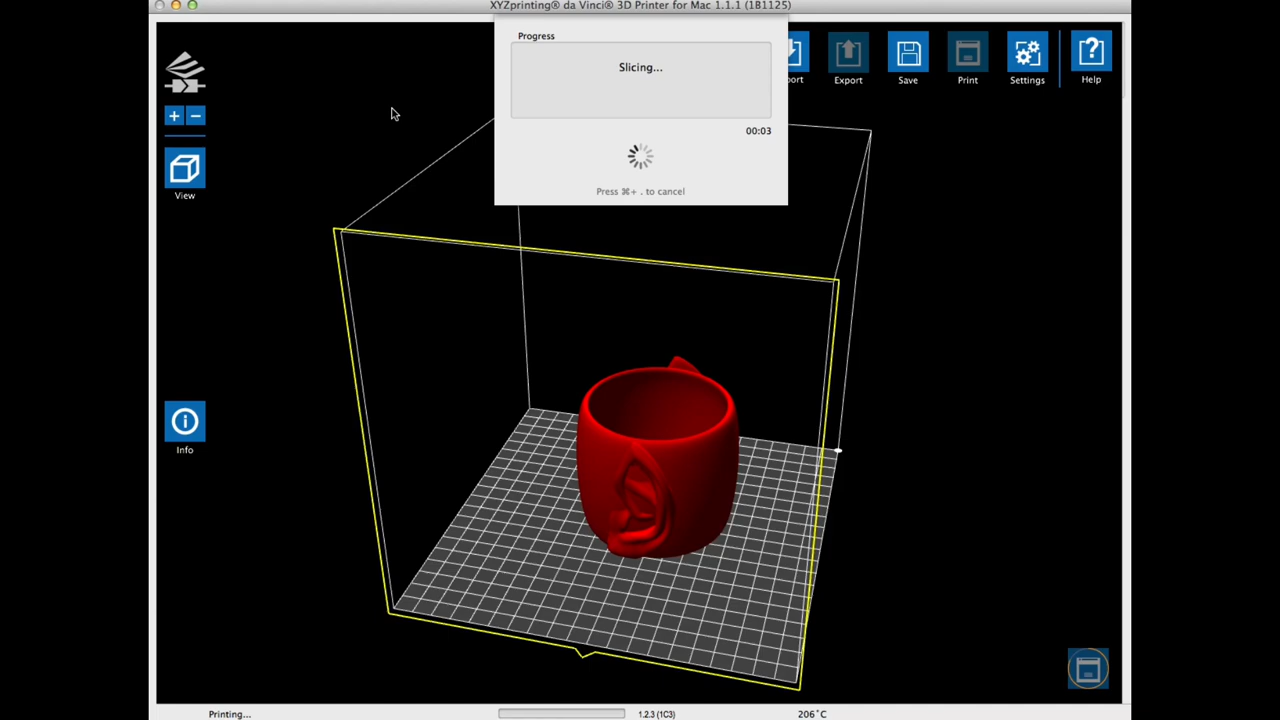 XYZprinting® da Vinci® 3D Printer for Mac 1.1.1 (1B1125)
Progress
Slicing...
00:03
Press ⌘+ . to cancel
port
Export
Save
Print
Settings
Help
View
Info
Printing...
1.2.3 (1C3)
206˚C